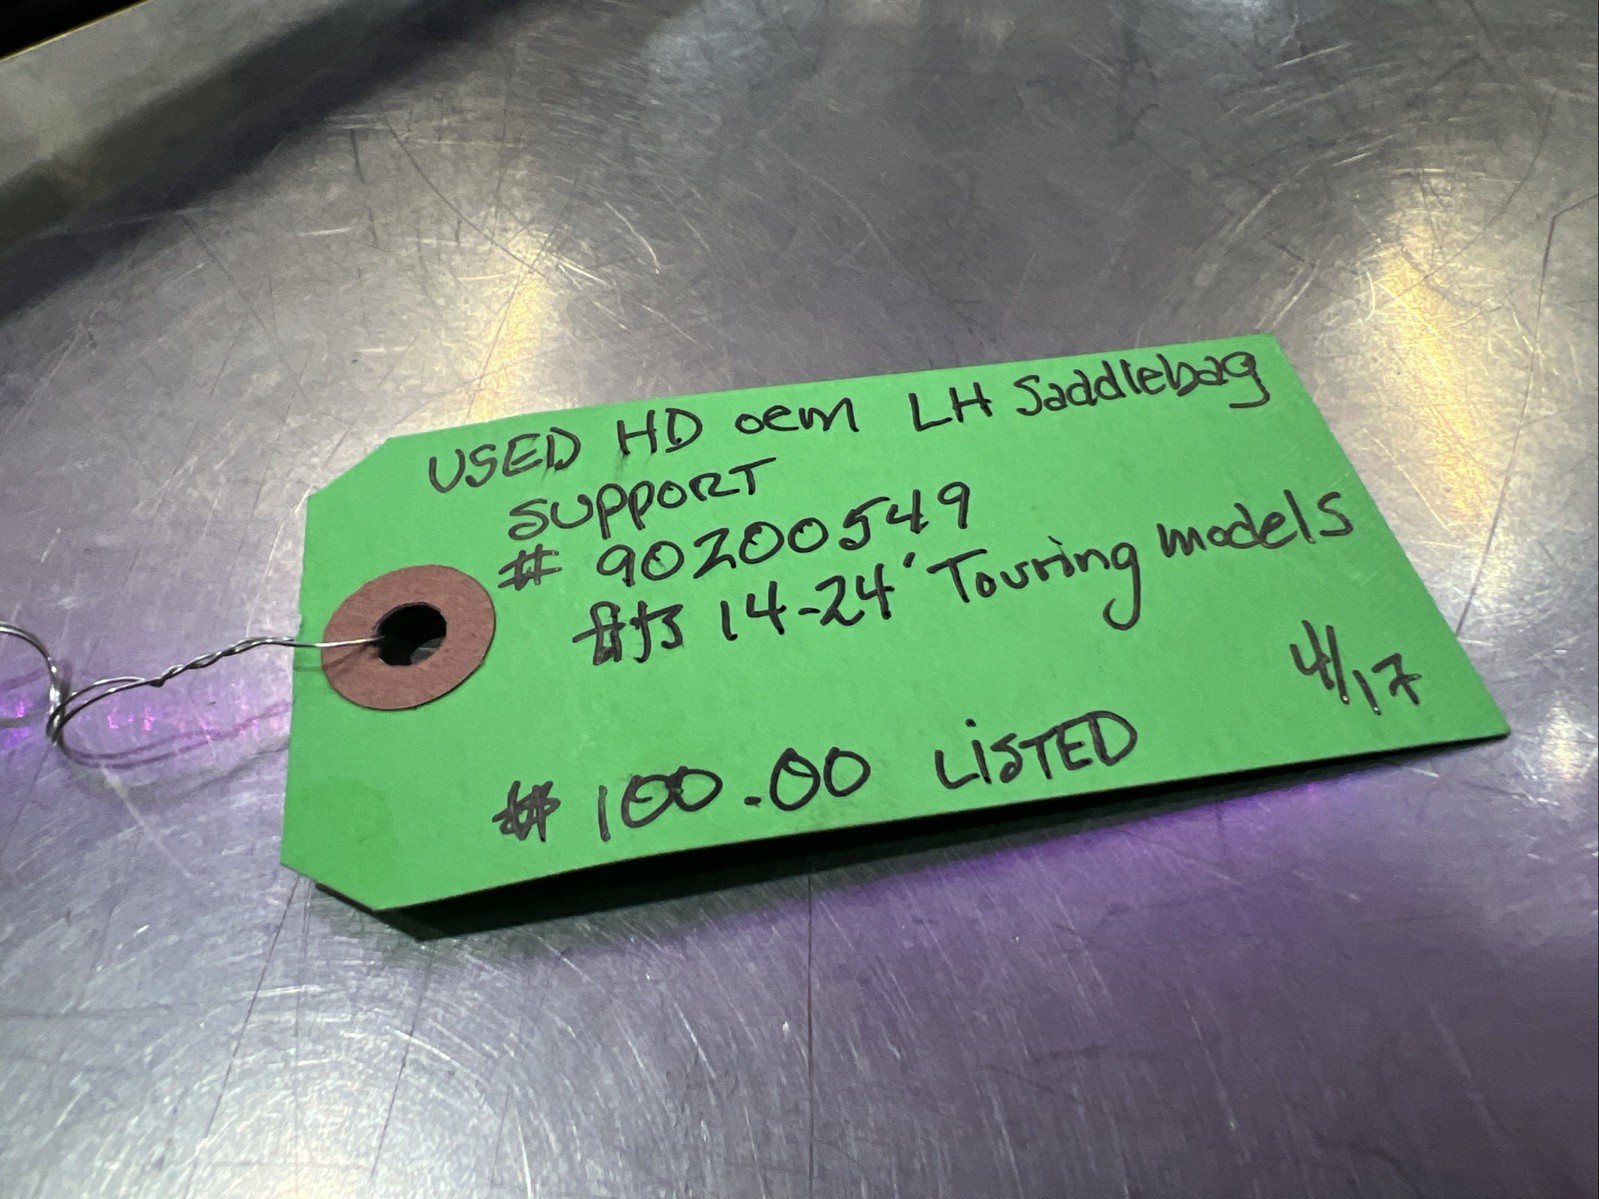 USED HD oem LH Saddlebag
SUPPORT
# 90200549
fits 14-24' Touring models
4/17
$ 100.00 LiSTED